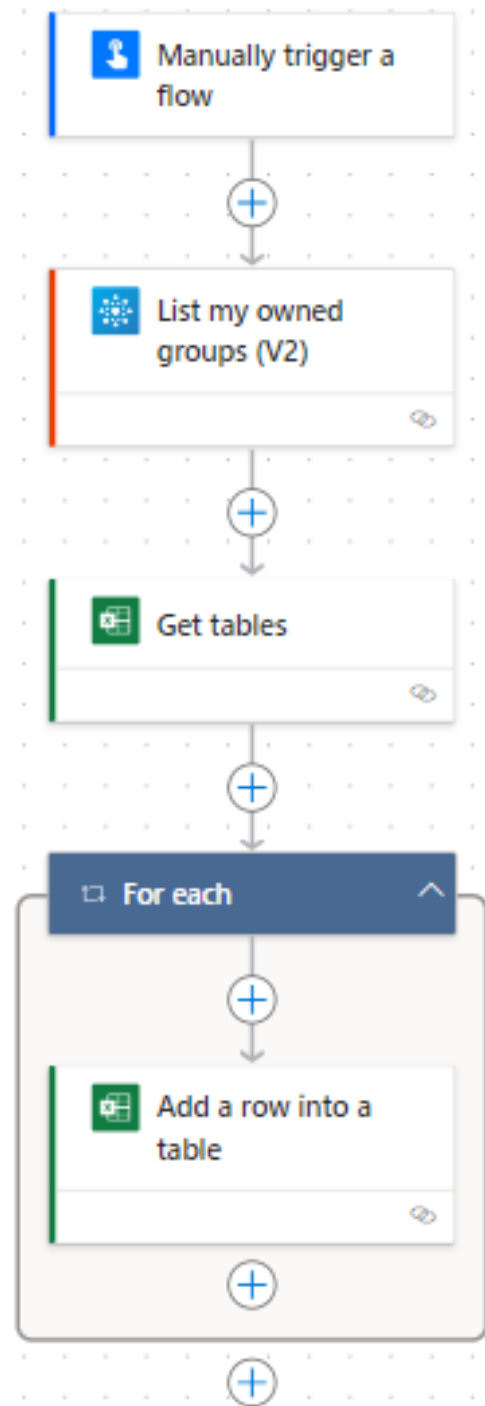 Manually trigger a
flow
List my owned
groups (V2)
Get tables
For each
Add a row into a
table